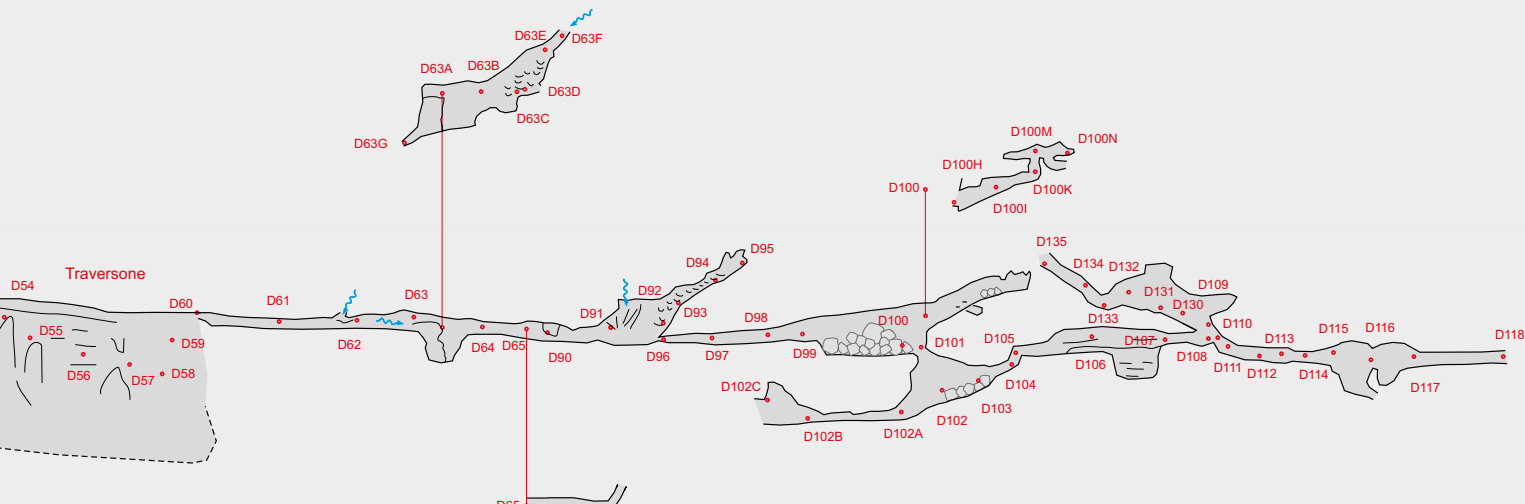 D63E
D63F
D63B
D63A
D63D
D63C
D63G
D100M
D100N
D100H
D100
D100K
D100I
D135
D95
D94
D134
D132
Traversone
D54
D92
D109
D60
D61
D63
D131
D130
D91
D93
D98
D100
D133
D110
D55
D59
D62
D64
D65
D90
D96
D97
D99
D101
D105
D107
D108
D113
D115
D116
D118
D56
D57
D58
D106
D111
D112
D114
D104
D117
D102C
D102
D103
D102B
D102A
D65